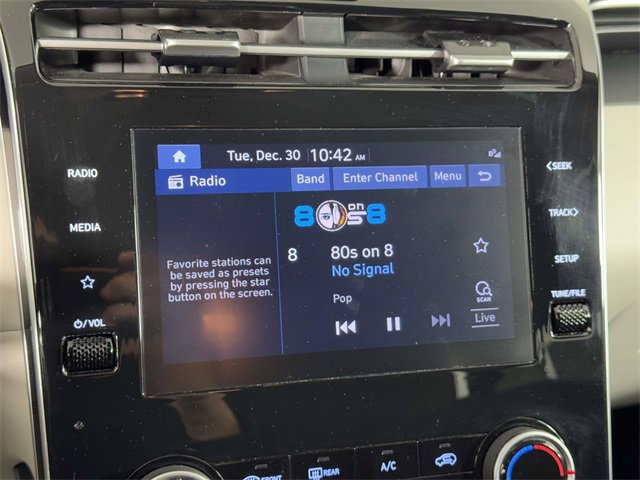 Tue, Dec. 30 10:42 AM
Radio Band Enter Channel Menu
80s on 8
8 80s on 8
No Signal
Pop
Favorite stations can
be saved as presets
by pressing the star
button on the screen.
SCAN
Live
RADIO
MEDIA
/VOL
<SEEK
TRACK>
SETUP
TUNE/FILE
FRONT
REAR
A/C